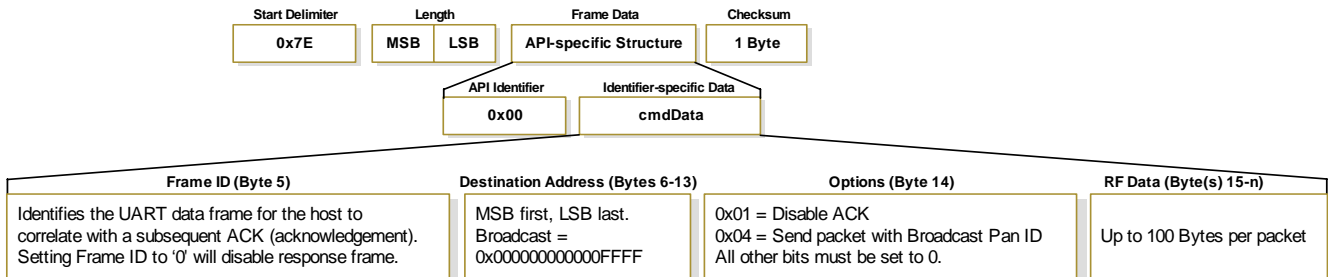 Start Delimiter Length Frame Data Checksum
0x7E MSB LSB API-specific Structure 1 Byte
API Identifier Identifier-specific Data
0x00 cmdData
Frame ID (Byte 5)
Identifies the UART data frame for the host to
correlate with a subsequent ACK (acknowledgement).
Setting Frame ID to ‘0’ will disable response frame.
Destination Address (Bytes 6-13)
MSB first, LSB last.
Broadcast =
0x000000000000FFFF
Options (Byte 14)
0x01 = Disable ACK
0x04 = Send packet with Broadcast Pan ID
All other bits must be set to 0.
RF Data (Byte(s) 15-n)
Up to 100 Bytes per packet